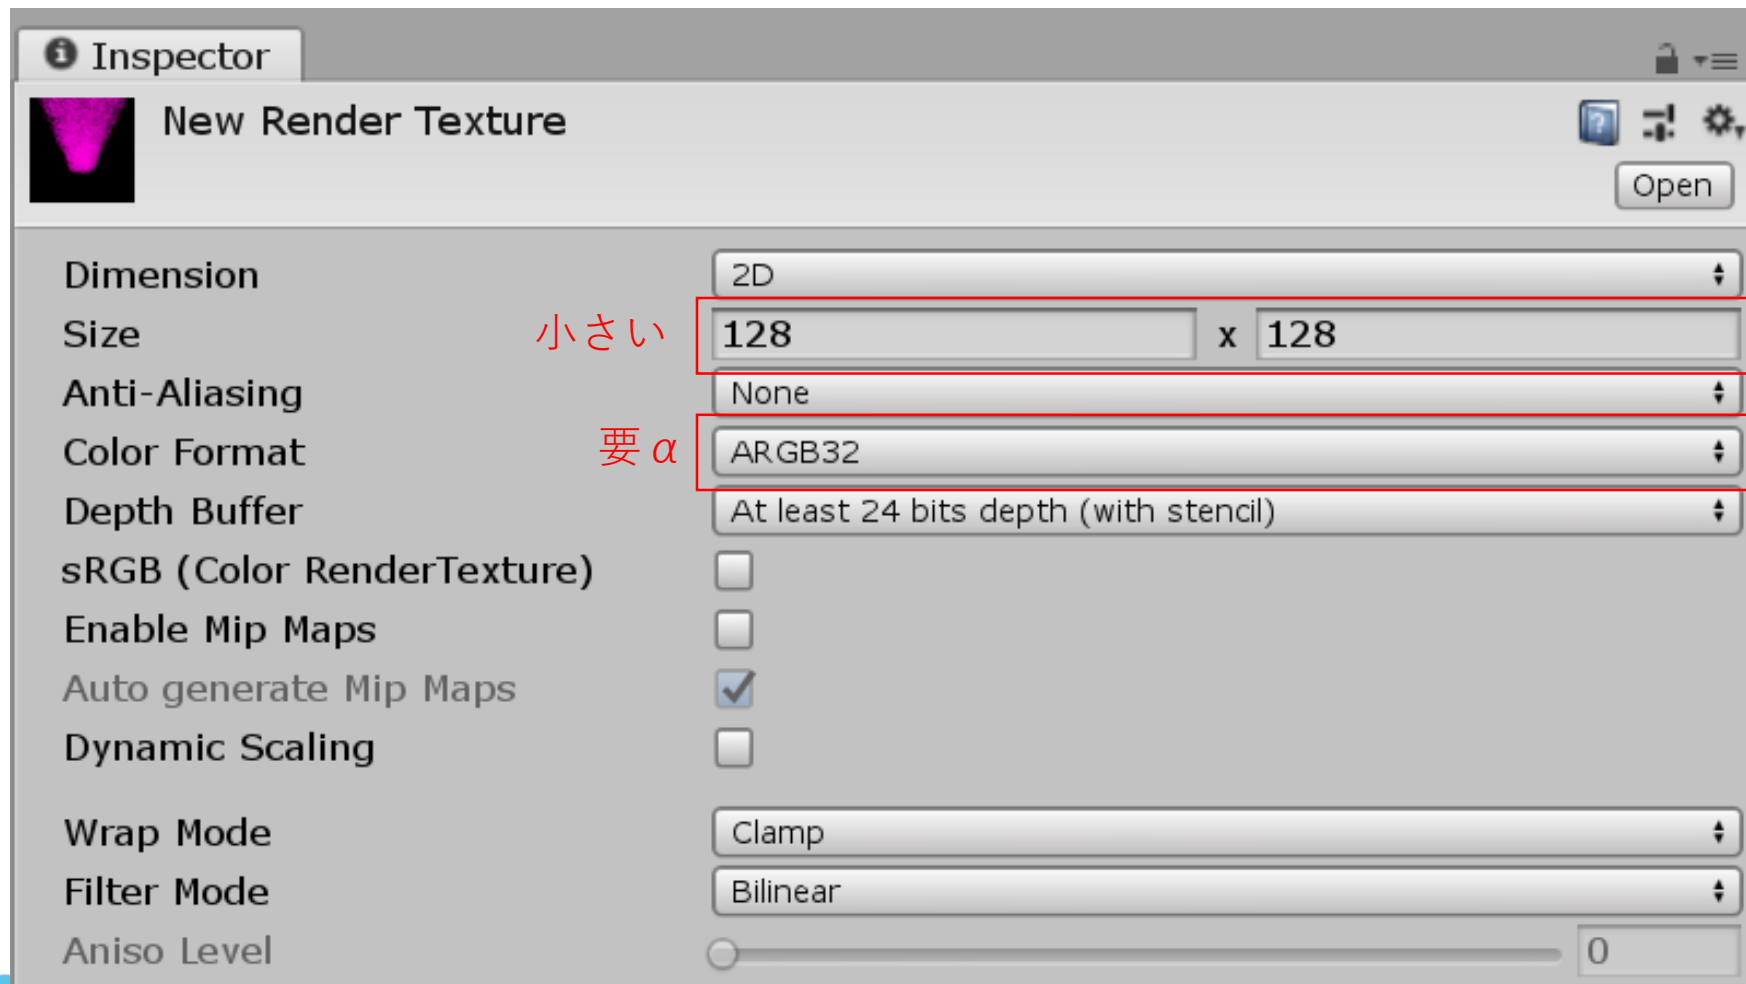 Inspector
New Render Texture
Open
Dimension 2D
Size 小さい 128 x 128
Anti-Aliasing None
Color Format 要α ARGB32
Depth Buffer At least 24 bits depth (with stencil)
sRGB (Color RenderTexture)
Enable Mip Maps
Auto generate Mip Maps
Dynamic Scaling
Wrap Mode Clamp
Filter Mode Bilinear
Aniso Level 0